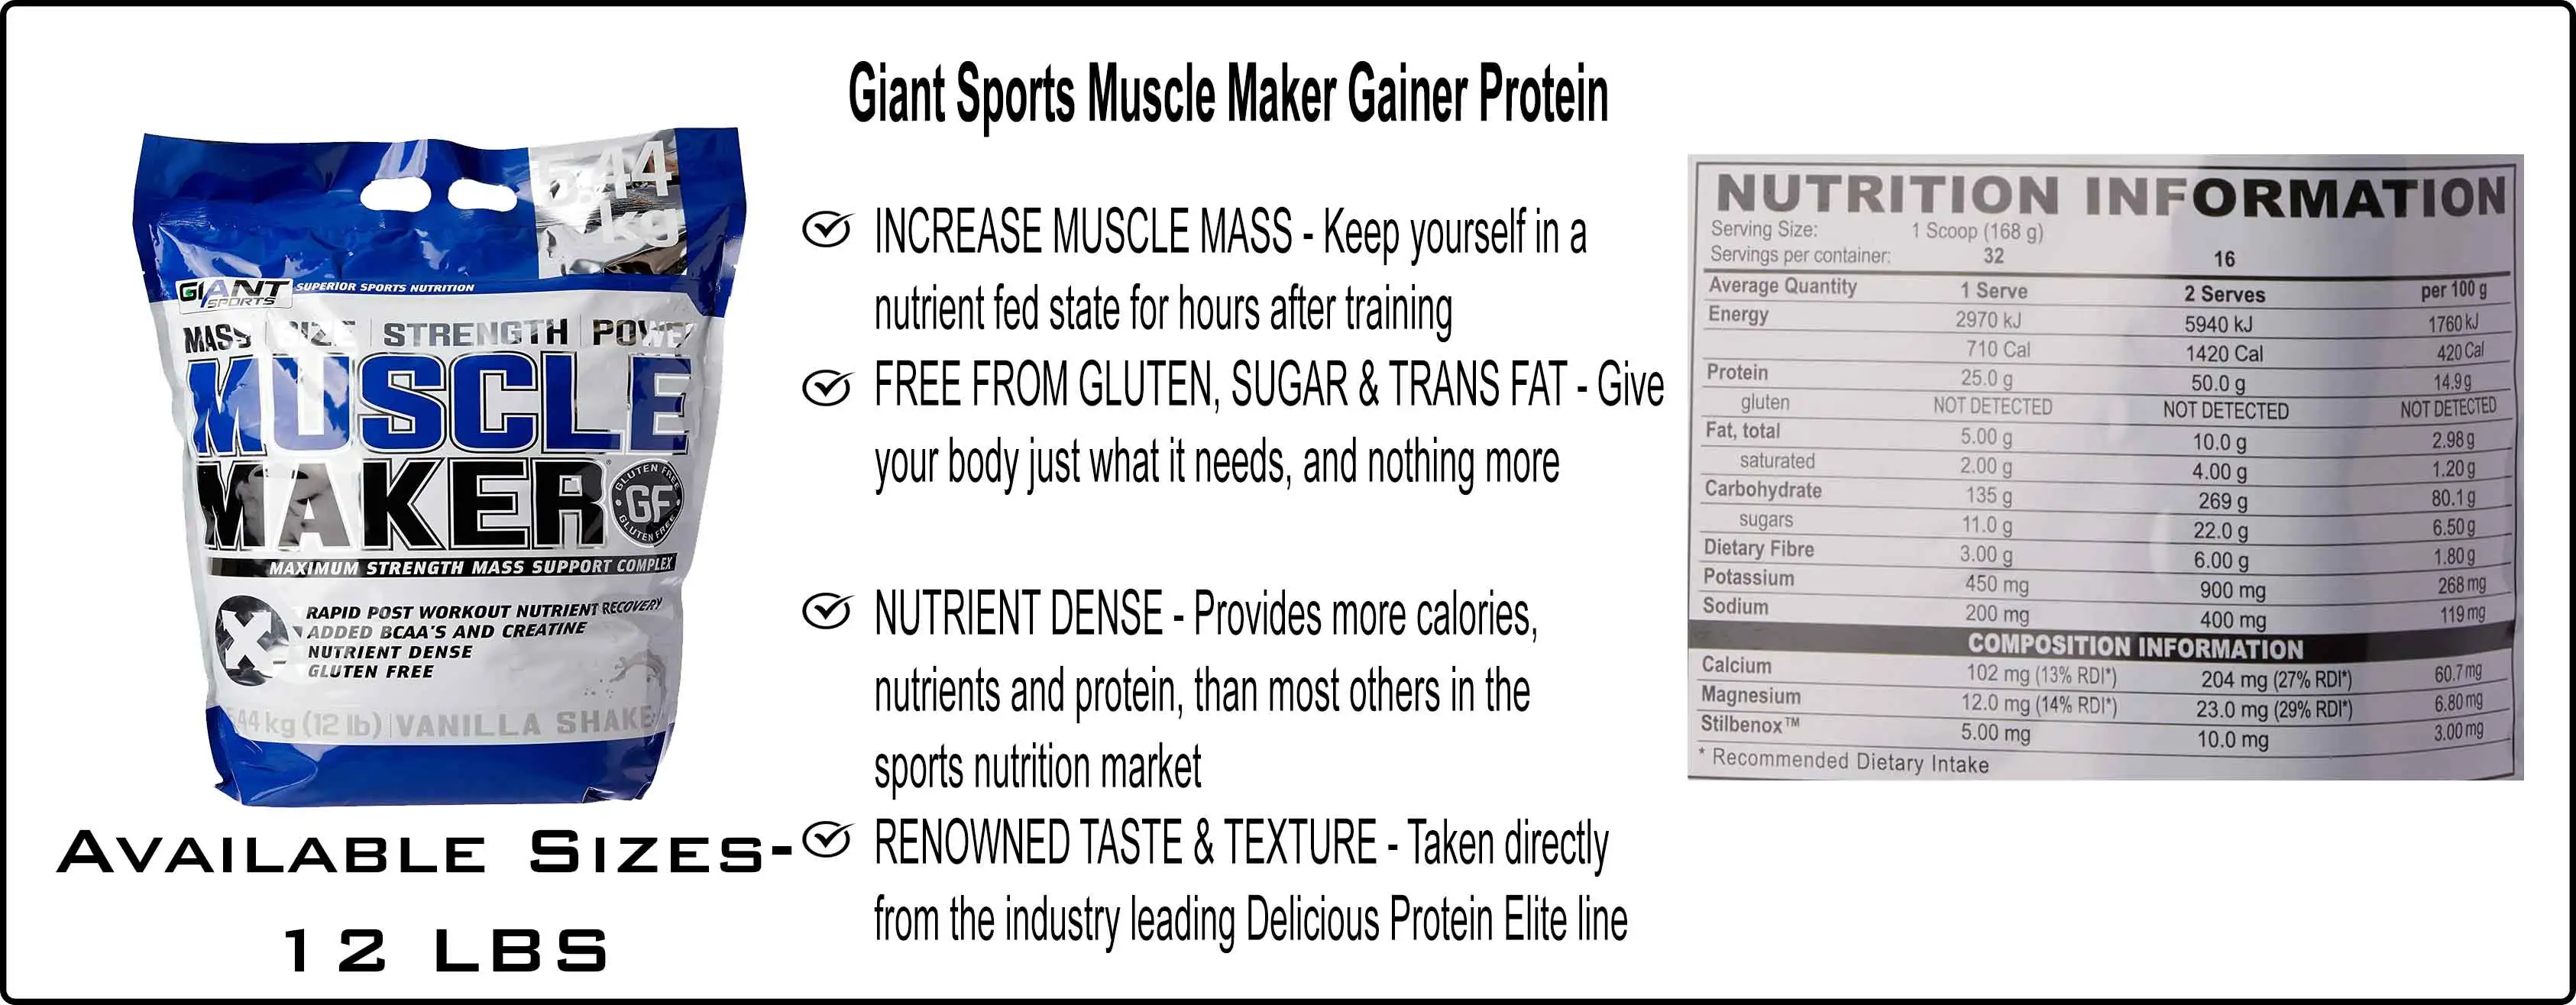 Giant Sports Muscle Maker Gainer Protein
5.44
kg
GIANT
SPORTS
SUPERIOR SPORTS NUTRITION
MASS | SIZE | STRENGTH | POWE
MUSCLE
MAKER
GLUTEN FREE
GF
GLUTEN FREE
MAXIMUM STRENGTH MASS SUPPORT COMPLEX
X
RAPID POST WORKOUT NUTRIENT RECOVERY
ADDED BCAA'S AND CREATINE
NUTRIENT DENSE
GLUTEN FREE
5.44 kg (12 lb) | VANILLA SHAKE
AVAILABLE SIZES-
12 LBS
INCREASE MUSCLE MASS - Keep yourself in a
nutrient fed state for hours after training
FREE FROM GLUTEN, SUGAR & TRANS FAT - Give
your body just what it needs, and nothing more
NUTRIENT DENSE - Provides more calories,
nutrients and protein, than most others in the
sports nutrition market
RENOWNED TASTE & TEXTURE - Taken directly
from the industry leading Delicious Protein Elite line
NUTRITION INFORMATION
Serving Size: 1 Scoop (168 g)
Servings per container: 32 16
Average Quantity 1 Serve 2 Serves per 100 g
Energy 2970 kJ 5940 kJ 1760 kJ
710 Cal 1420 Cal 420 Cal
Protein 25.0 g 50.0 g 14.9 g
gluten NOT DETECTED NOT DETECTED NOT DETECTED
Fat, total 5.00 g 10.0 g 2.98 g
saturated 2.00 g 4.00 g 1.20 g
Carbohydrate 135 g 269 g 80.1 g
sugars 11.0 g 22.0 g 6.50 g
Dietary Fibre 3.00 g 6.00 g 1.80 g
Potassium 450 mg 900 mg 268 mg
Sodium 200 mg 400 mg 119 mg
COMPOSITION INFORMATION
Calcium 102 mg (13% RDI*) 204 mg (27% RDI*) 60.7 mg
Magnesium 12.0 mg (14% RDI*) 23.0 mg (29% RDI*) 6.80 mg
Stilbenox™ 5.00 mg 10.0 mg 3.00 mg
* Recommended Dietary Intake